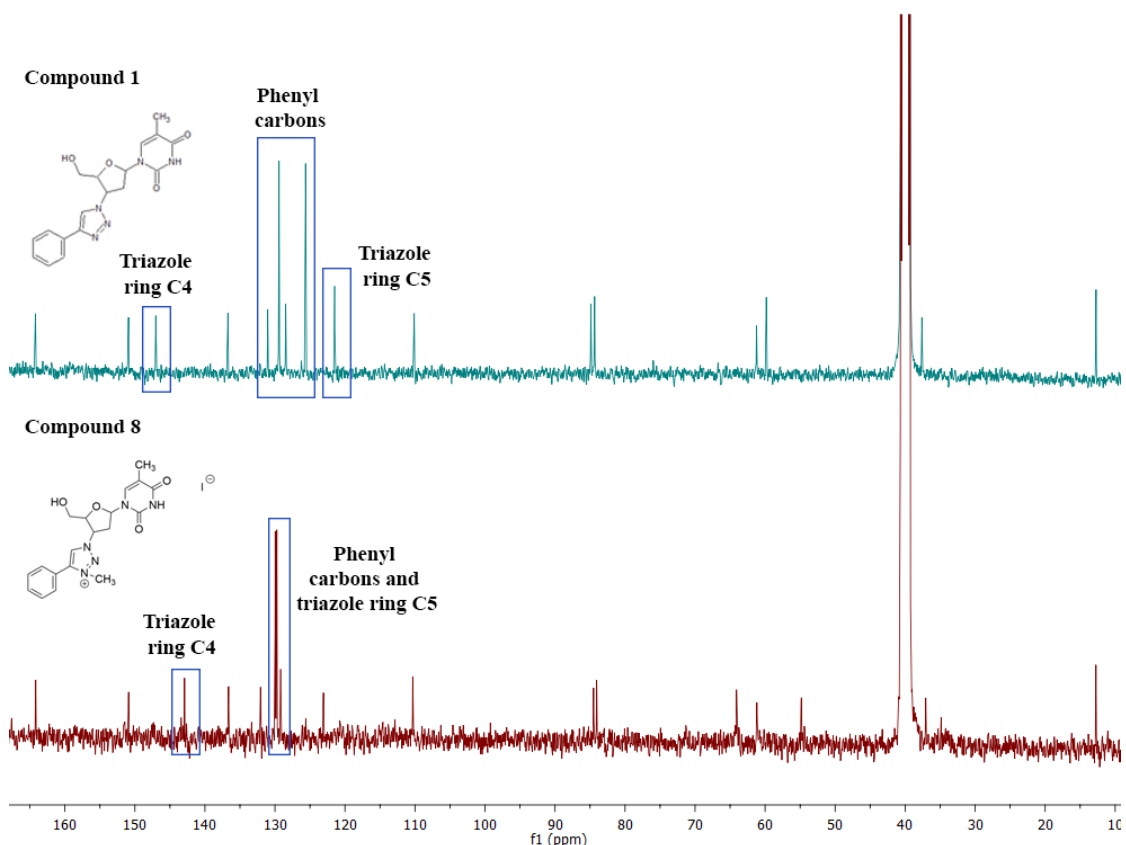 Compound 1
Phenyl
carbons
CH3
O
HO
O
N
NH
O
N
N
N
Triazole
ring C4
Triazole
ring C5
Compound 8
CH3
O
I⊖
HO
O
N
NH
O
N
N
N
⊕
CH3
Phenyl
carbons and
triazole ring C5
Triazole
ring C4
160 150 140 130 120 110 100 90 80 70 60 50 40 30 20 10
f1 (ppm)